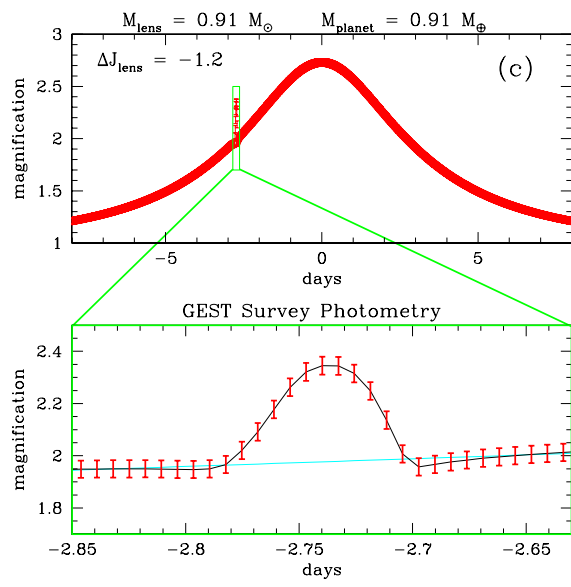 M_lens = 0.91 M_☉ M_planet = 0.91 M_⊕
ΔJ_lens = −1.2
(c)
3
2.5
2
1.5
1
magnification
−5 0 5
days
GEST Survey Photometry
2.4
2.2
2
1.8
magnification
−2.85 −2.8 −2.75 −2.7 −2.65
days